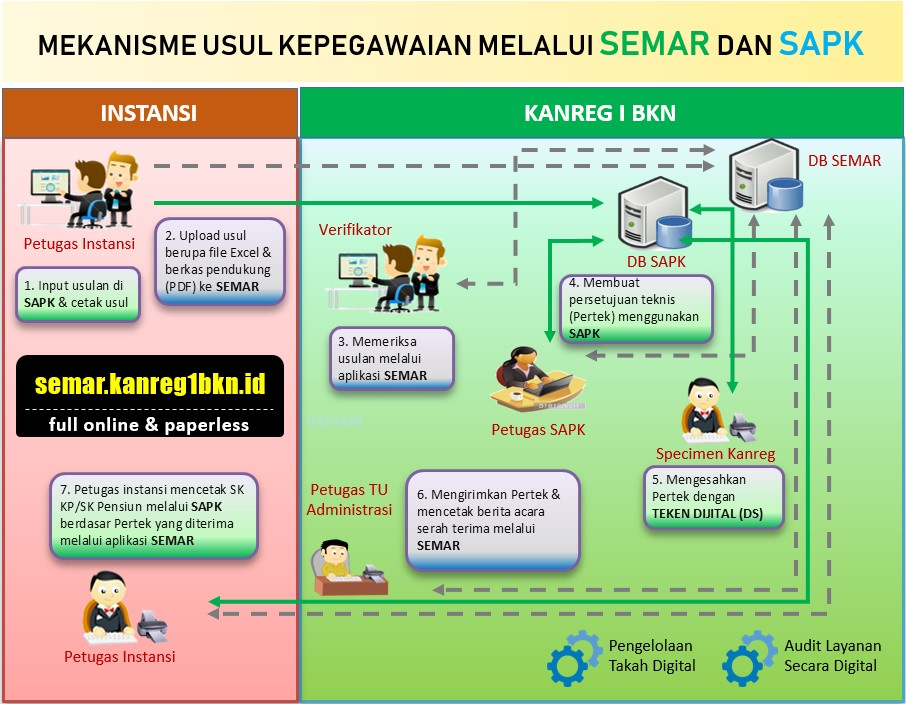 MEKANISME USUL KEPEGAWAIAN MELALUI SEMAR DAN SAPK
INSTANSI
KANREG I BKN
Petugas Instansi
1. Input usulan di
SAPK & cetak usul
2. Upload usul
berupa file Excel &
berkas pendukung
(PDF) ke SEMAR
Verifikator
3. Memeriksa
usulan melalui
aplikasi SEMAR
DB SEMAR
DB SAPK
4. Membuat
persetujuan teknis
(Pertek) menggunakan
SAPK
Petugas SAPK
Specimen Kanreg
5. Mengesahkan
Pertek dengan
TEKEN DIJITAL (DS)
semar.kanreg1bkn.id
full online & paperless
Petugas TU
Administrasi
6. Mengirimkan Pertek &
mencetak berita acara
serah terima melalui
SEMAR
7. Petugas instansi mencetak SK
KP/SK Pensiun melalui SAPK
berdasar Pertek yang diterima
melalui aplikasi SEMAR
Petugas Instansi
Pengelolaan
Takah Digital
Audit Layanan
Secara Digital